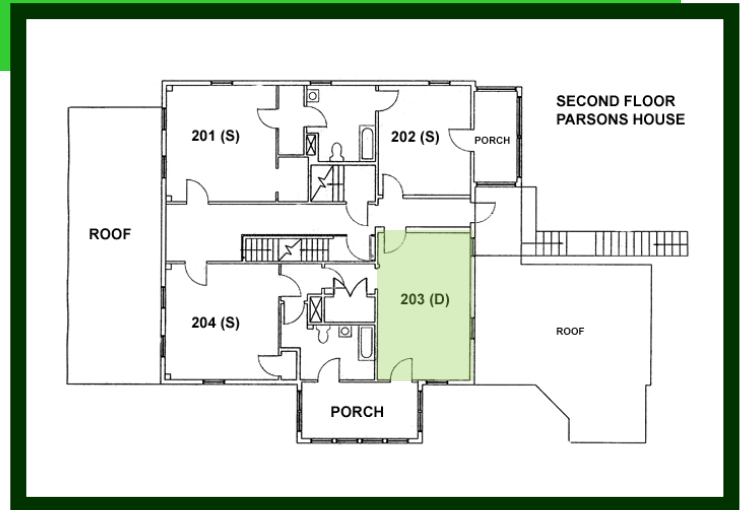 SECOND FLOOR
PARSONS HOUSE
201 (S)
202 (S)
PORCH
ROOF
203 (D)
204 (S)
ROOF
PORCH